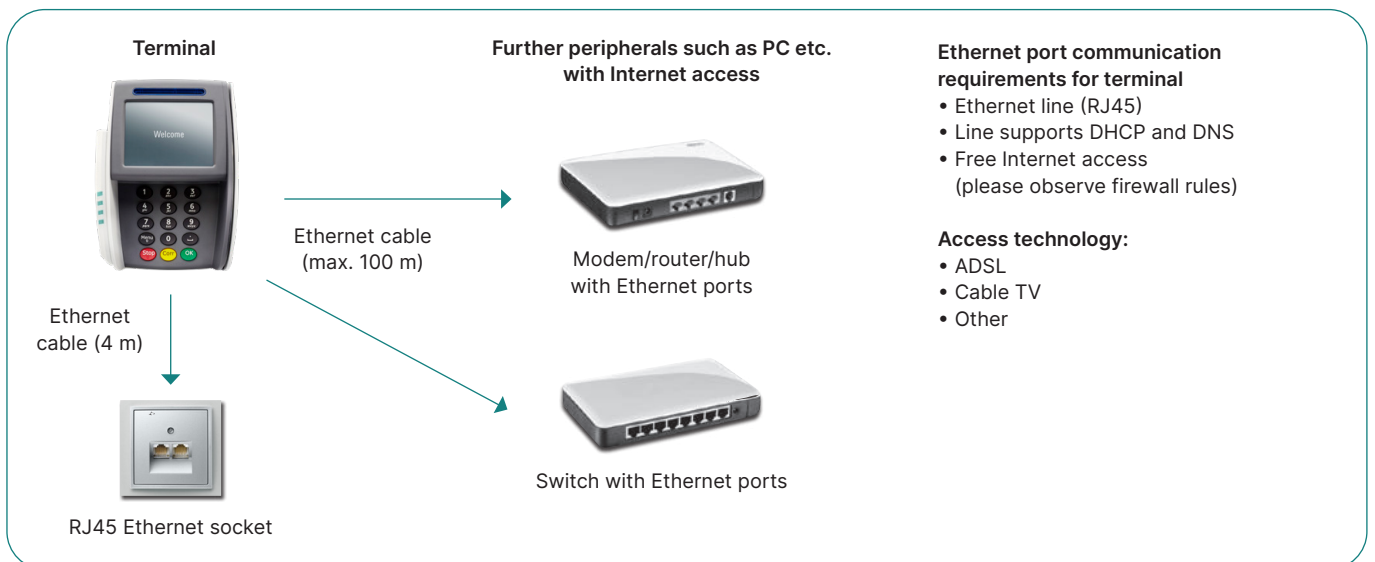 Terminal
Welcome
1 2 3
4 5 6
7 8 9
Menu 0
Stop Corr OK
Ethernet
cable (4 m)
RJ45 Ethernet socket
Ethernet cable
(max. 100 m)
Further peripherals such as PC etc.
with Internet access
Modem/router/hub
with Ethernet ports
Switch with Ethernet ports
Ethernet port communication
requirements for terminal
• Ethernet line (RJ45)
• Line supports DHCP and DNS
• Free Internet access
(please observe firewall rules)
Access technology:
• ADSL
• Cable TV
• Other